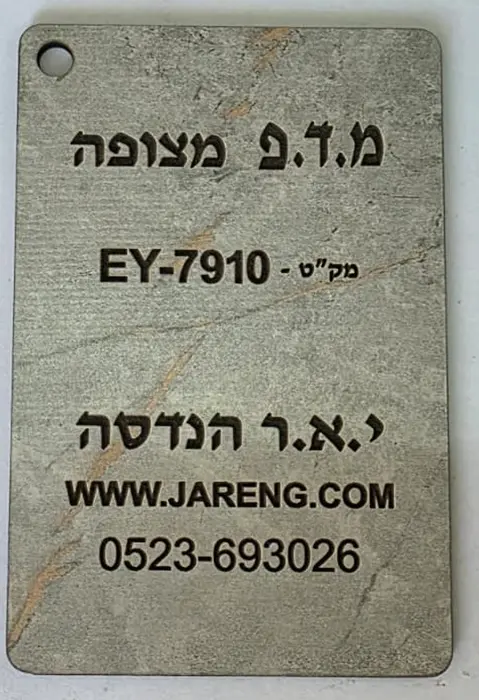 מ.ד.פ מצופה
מק"ט - EY-7910
י.א.ר הנדסה
WWW.JARENG.COM
0523-693026